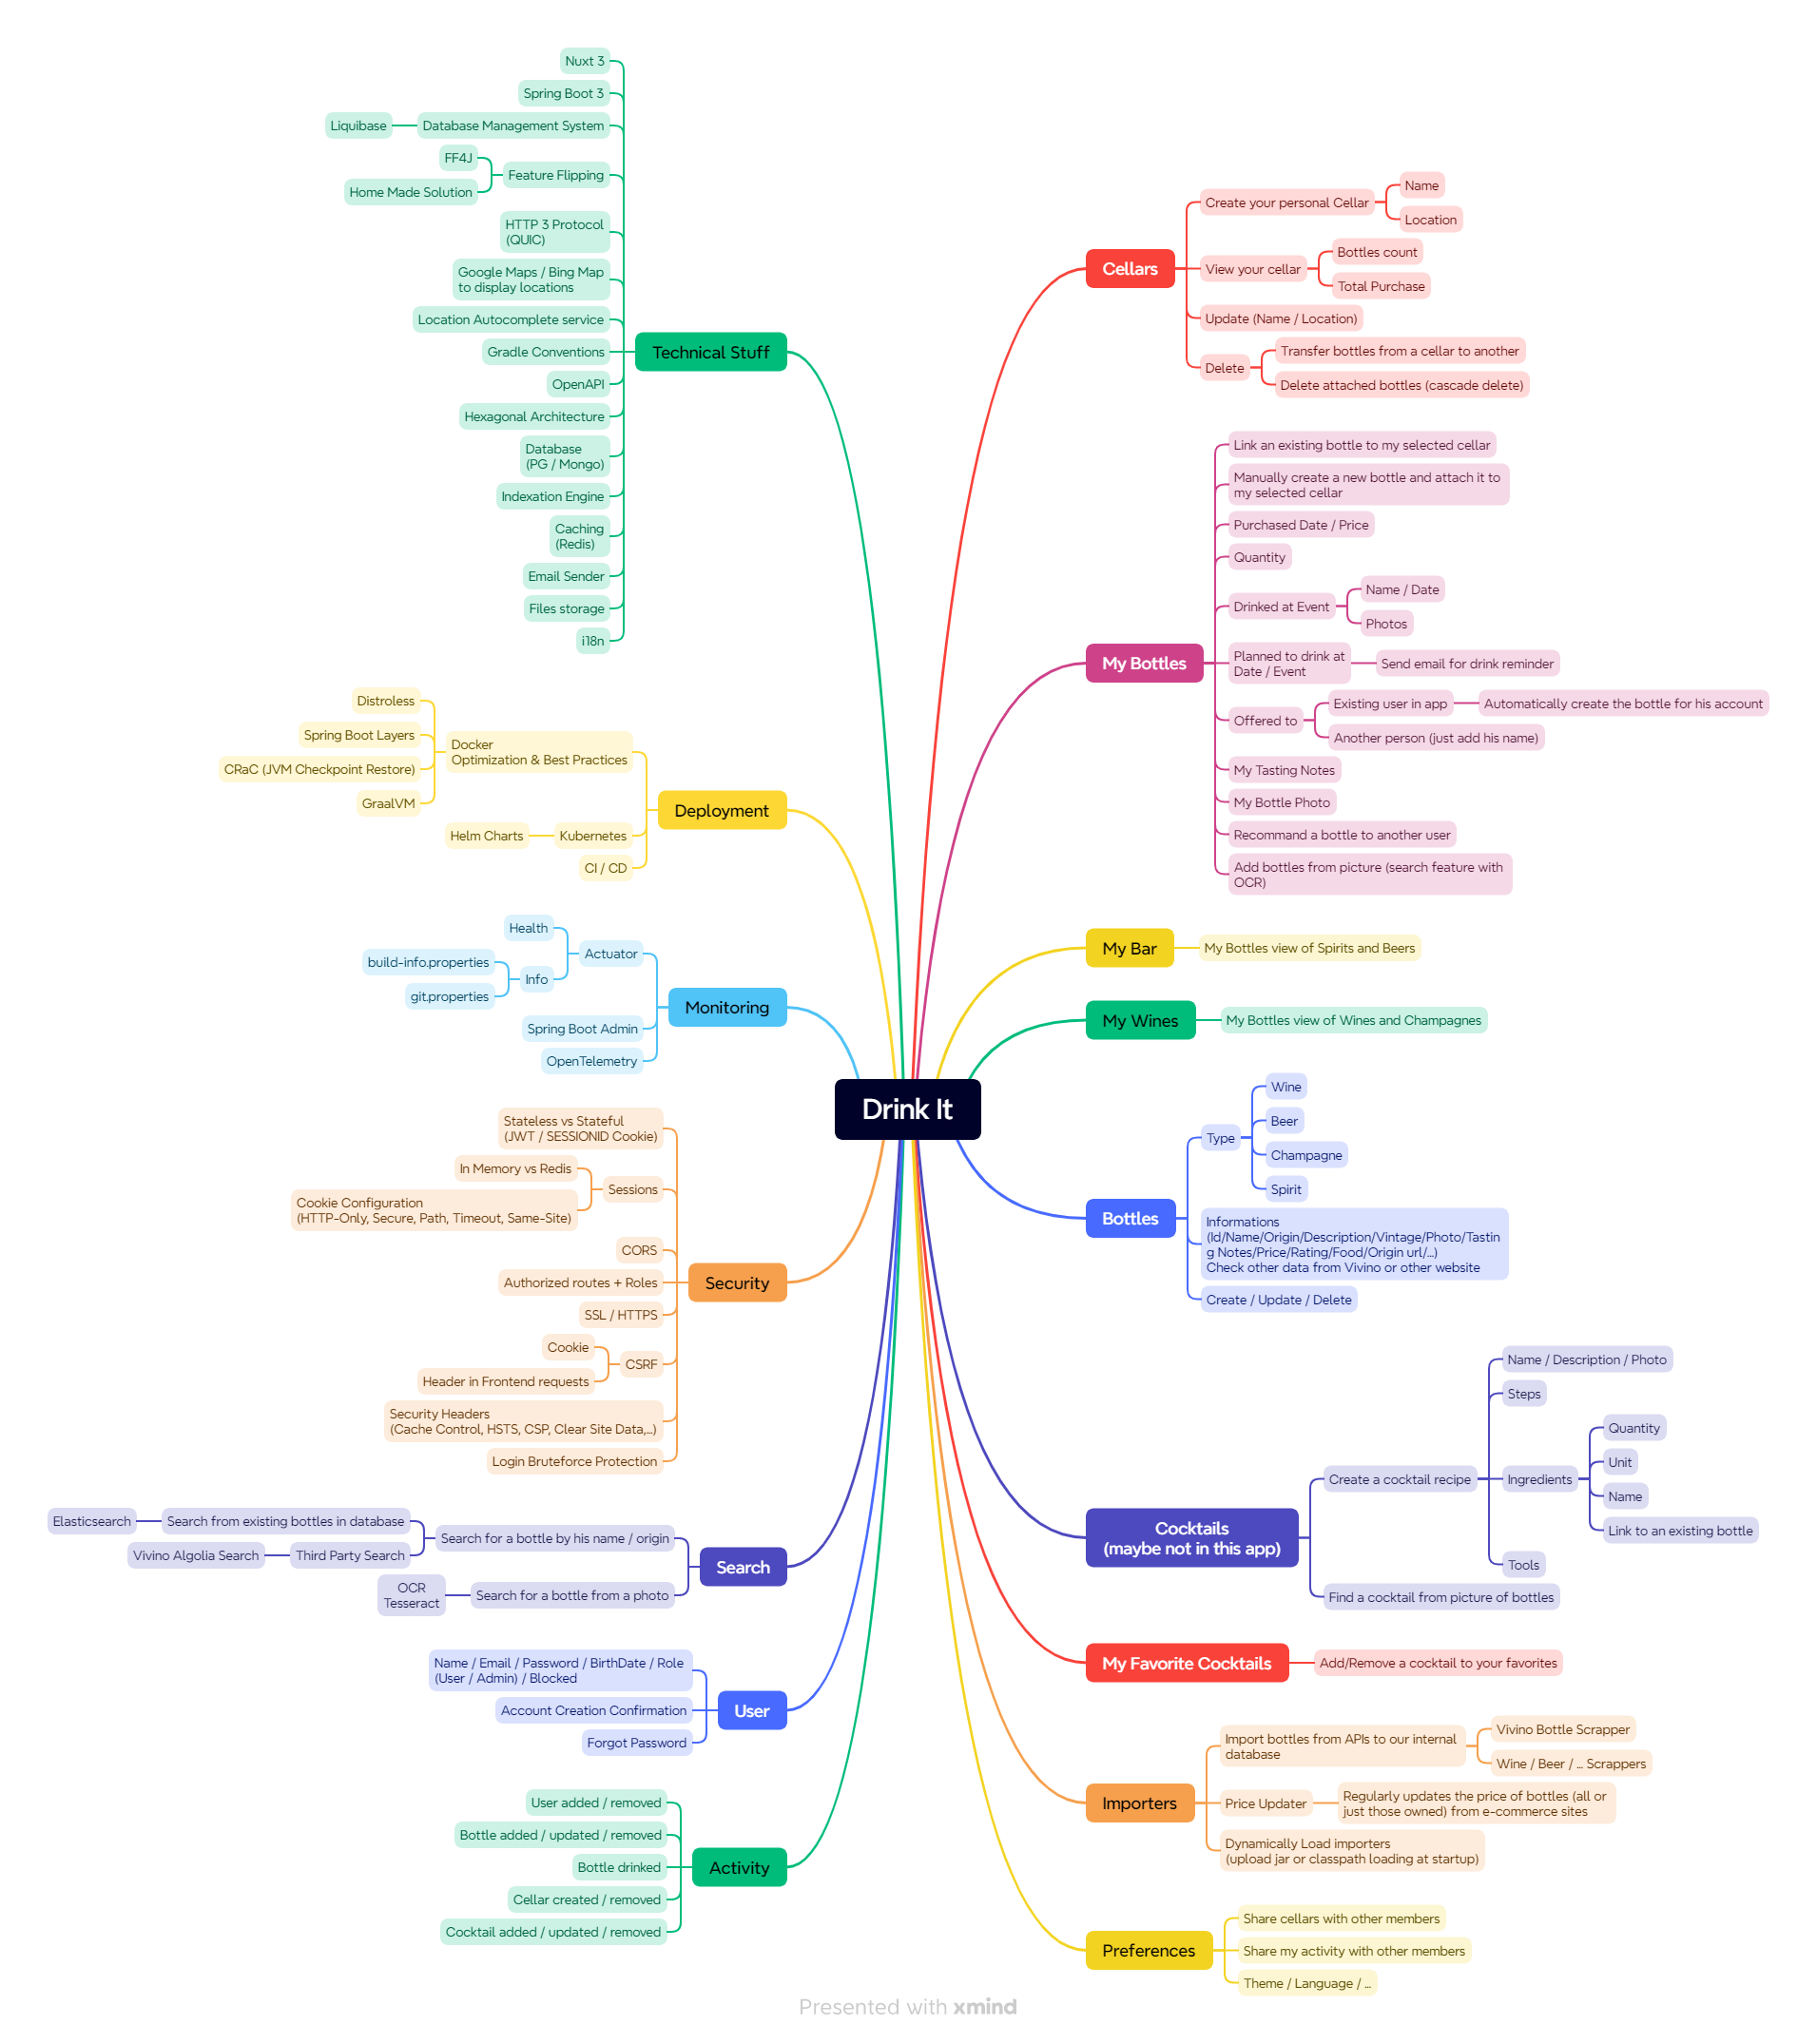 Drink It
Technical Stuff
Nuxt 3
Spring Boot 3
Database Management System
Liquibase
Feature Flipping
FF4J
Home Made Solution
HTTP 3 Protocol
(QUIC)
Google Maps / Bing Map
to display locations
Location Autocomplete service
Gradle Conventions
OpenAPI
Hexagonal Architecture
Database
(PG / Mongo)
Indexation Engine
Caching
(Redis)
Email Sender
Files storage
i18n
Deployment
Docker
Optimization & Best Practices
Distroless
Spring Boot Layers
CRaC (JVM Checkpoint Restore)
GraalVM
Kubernetes
Helm Charts
CI / CD
Monitoring
Actuator
Health
Info
build-info.properties
git.properties
Spring Boot Admin
OpenTelemetry
Security
Stateless vs Stateful
(JWT / SESSIONID Cookie)
Sessions
In Memory vs Redis
Cookie Configuration
(HTTP-Only, Secure, Path, Timeout, Same-Site)
CORS
Authorized routes + Roles
SSL / HTTPS
CSRF
Cookie
Header in Frontend requests
Security Headers
(Cache Control, HSTS, CSP, Clear Site Data,...)
Login Bruteforce Protection
Search
Search for a bottle by his name / origin
Search from existing bottles in database
Elasticsearch
Third Party Search
Vivino Algolia Search
Search for a bottle from a photo
OCR
Tesseract
User
Name / Email / Password / BirthDate / Role
(User / Admin) / Blocked
Account Creation Confirmation
Forgot Password
Activity
User added / removed
Bottle added / updated / removed
Bottle drinked
Cellar created / removed
Cocktail added / updated / removed
Cellars
Create your personal Cellar
Name
Location
View your cellar
Bottles count
Total Purchase
Update (Name / Location)
Delete
Transfer bottles from a cellar to another
Delete attached bottles (cascade delete)
My Bottles
Link an existing bottle to my selected cellar
Manually create a new bottle and attach it to
my selected cellar
Purchased Date / Price
Quantity
Drinked at Event
Name / Date
Photos
Planned to drink at
Date / Event
Send email for drink reminder
Offered to
Existing user in app
Automatically create the bottle for his account
Another person (just add his name)
My Tasting Notes
My Bottle Photo
Recommand a bottle to another user
Add bottles from picture (search feature with
OCR)
My Bar
My Bottles view of Spirits and Beers
My Wines
My Bottles view of Wines and Champagnes
Bottles
Type
Wine
Beer
Champagne
Spirit
Informations
(Id/Name/Origin/Description/Vintage/Photo/Tastin
g Notes/Price/Rating/Food/Origin url/...)
Check other data from Vivino or other website
Create / Update / Delete
Cocktails
(maybe not in this app)
Create a cocktail recipe
Name / Description / Photo
Steps
Ingredients
Quantity
Unit
Name
Link to an existing bottle
Tools
Find a cocktail from picture of bottles
My Favorite Cocktails
Add/Remove a cocktail to your favorites
Importers
Import bottles from APIs to our internal
database
Vivino Bottle Scrapper
Wine / Beer / ... Scrappers
Price Updater
Regularly updates the price of bottles (all or
just those owned) from e-commerce sites
Dynamically Load importers
(upload jar or classpath loading at startup)
Preferences
Share cellars with other members
Share my activity with other members
Theme / Language / ...
Presented with xmind